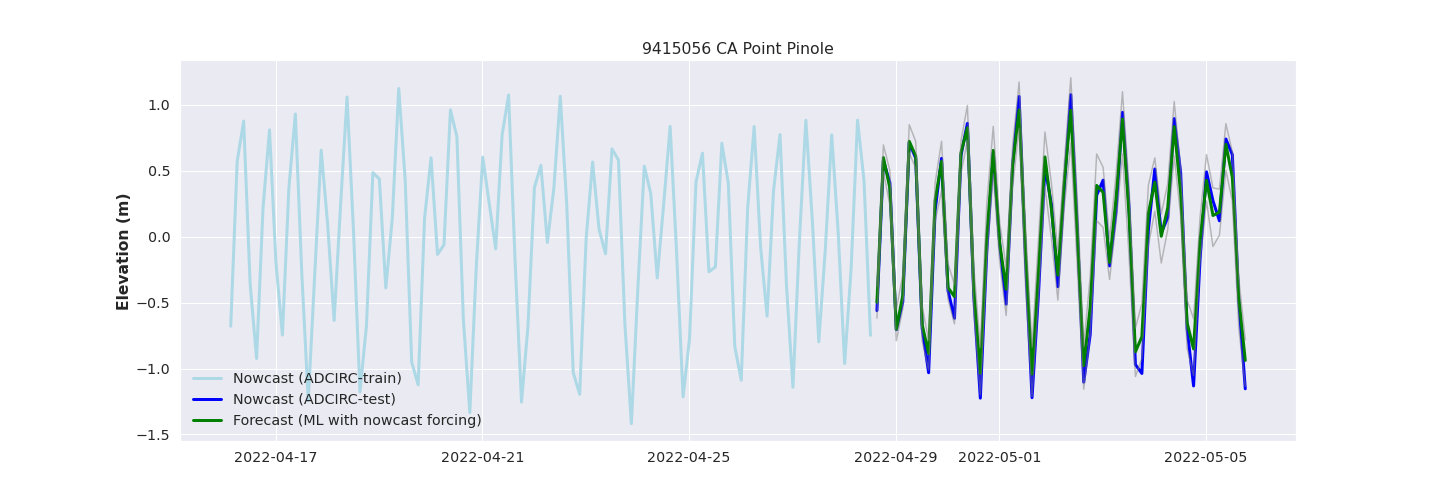 9415056 CA Point Pinole
Elevation (m)
1.0
0.5
0.0
−0.5
−1.0
−1.5
Nowcast (ADCIRC-train)
Nowcast (ADCIRC-test)
Forecast (ML with nowcast forcing)
2022-04-17 2022-04-21 2022-04-25 2022-04-29 2022-05-01 2022-05-05